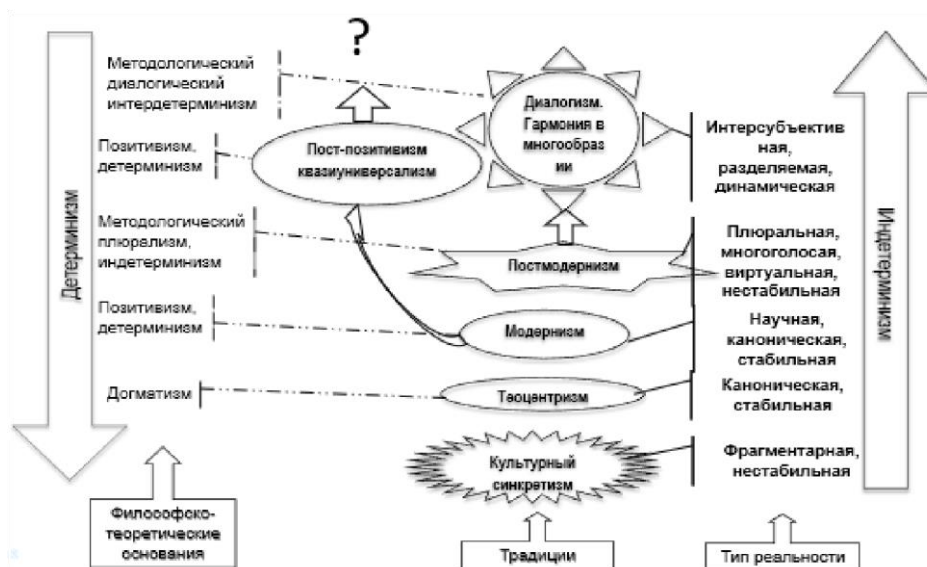 ?
Методологический
диалогический
интердетерминизм
Диалогизм.
Гармония в
многообраз
ии
Позитивизм,
детерминизм
Пост-позитивизм
квазиуниверсализм
Интерсубъектив
ная,
разделяемая,
динамическая
Детерминизм
Индетерминизм
Методологический
плюрализм,
индетерминизм
Постмодернизм
Плюральная,
многоголосая,
виртуальная,
нестабильная
Позитивизм,
детерминизм
Модернизм
Научная,
каноническая,
стабильная
Догматизм
Теоцентризм
Каноническая,
стабильная
Культурный
синкретизм
Фрагментарная,
нестабильная
Философско-
теоретические
основания
Традиции
Тип реальности